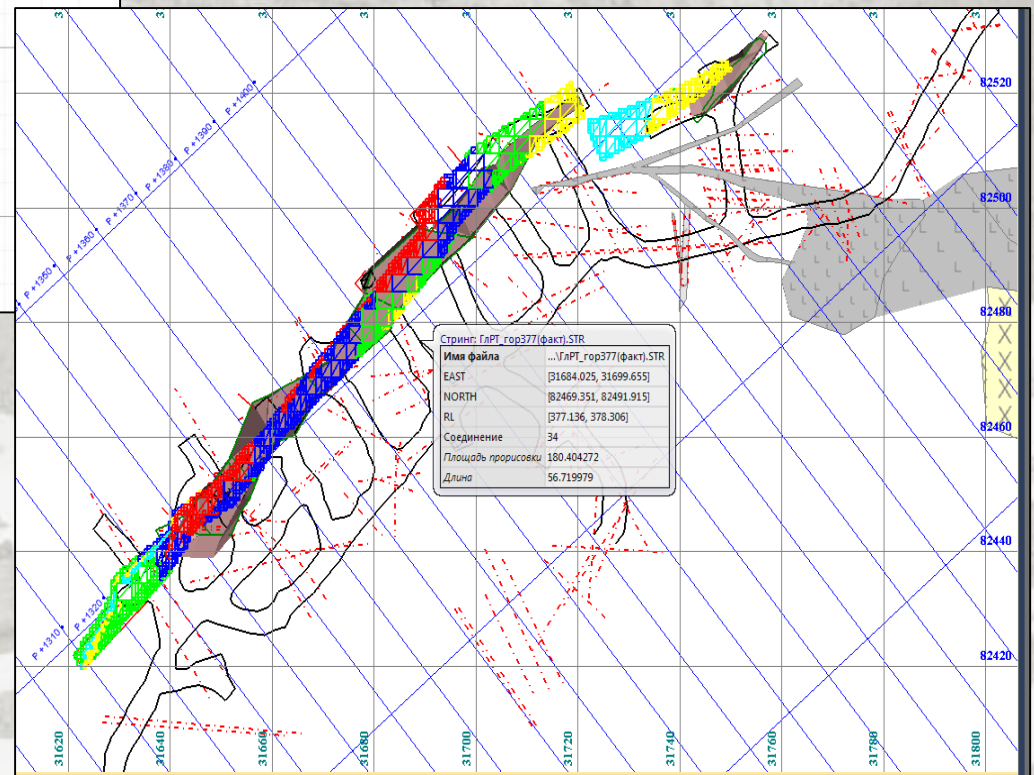 P +1400
P +1390
P +1380
P +1370
P +1360
P +1350
P +1320
P +1310
82520
82500
82480
82460
82440
82420
Стринг: ГлРТ_гор377(факт).STR
Имя файла ...\ГлРТ_гор377(факт).STR
EAST [31684.025, 31699.655]
NORTH [82469.351, 82491.915]
RL [377.136, 378.306]
Соединение 34
Площадь прорисовки 180.404272
Длина 56.719979
31620
31640
31660
31680
31700
31720
31740
31760
31780
31800